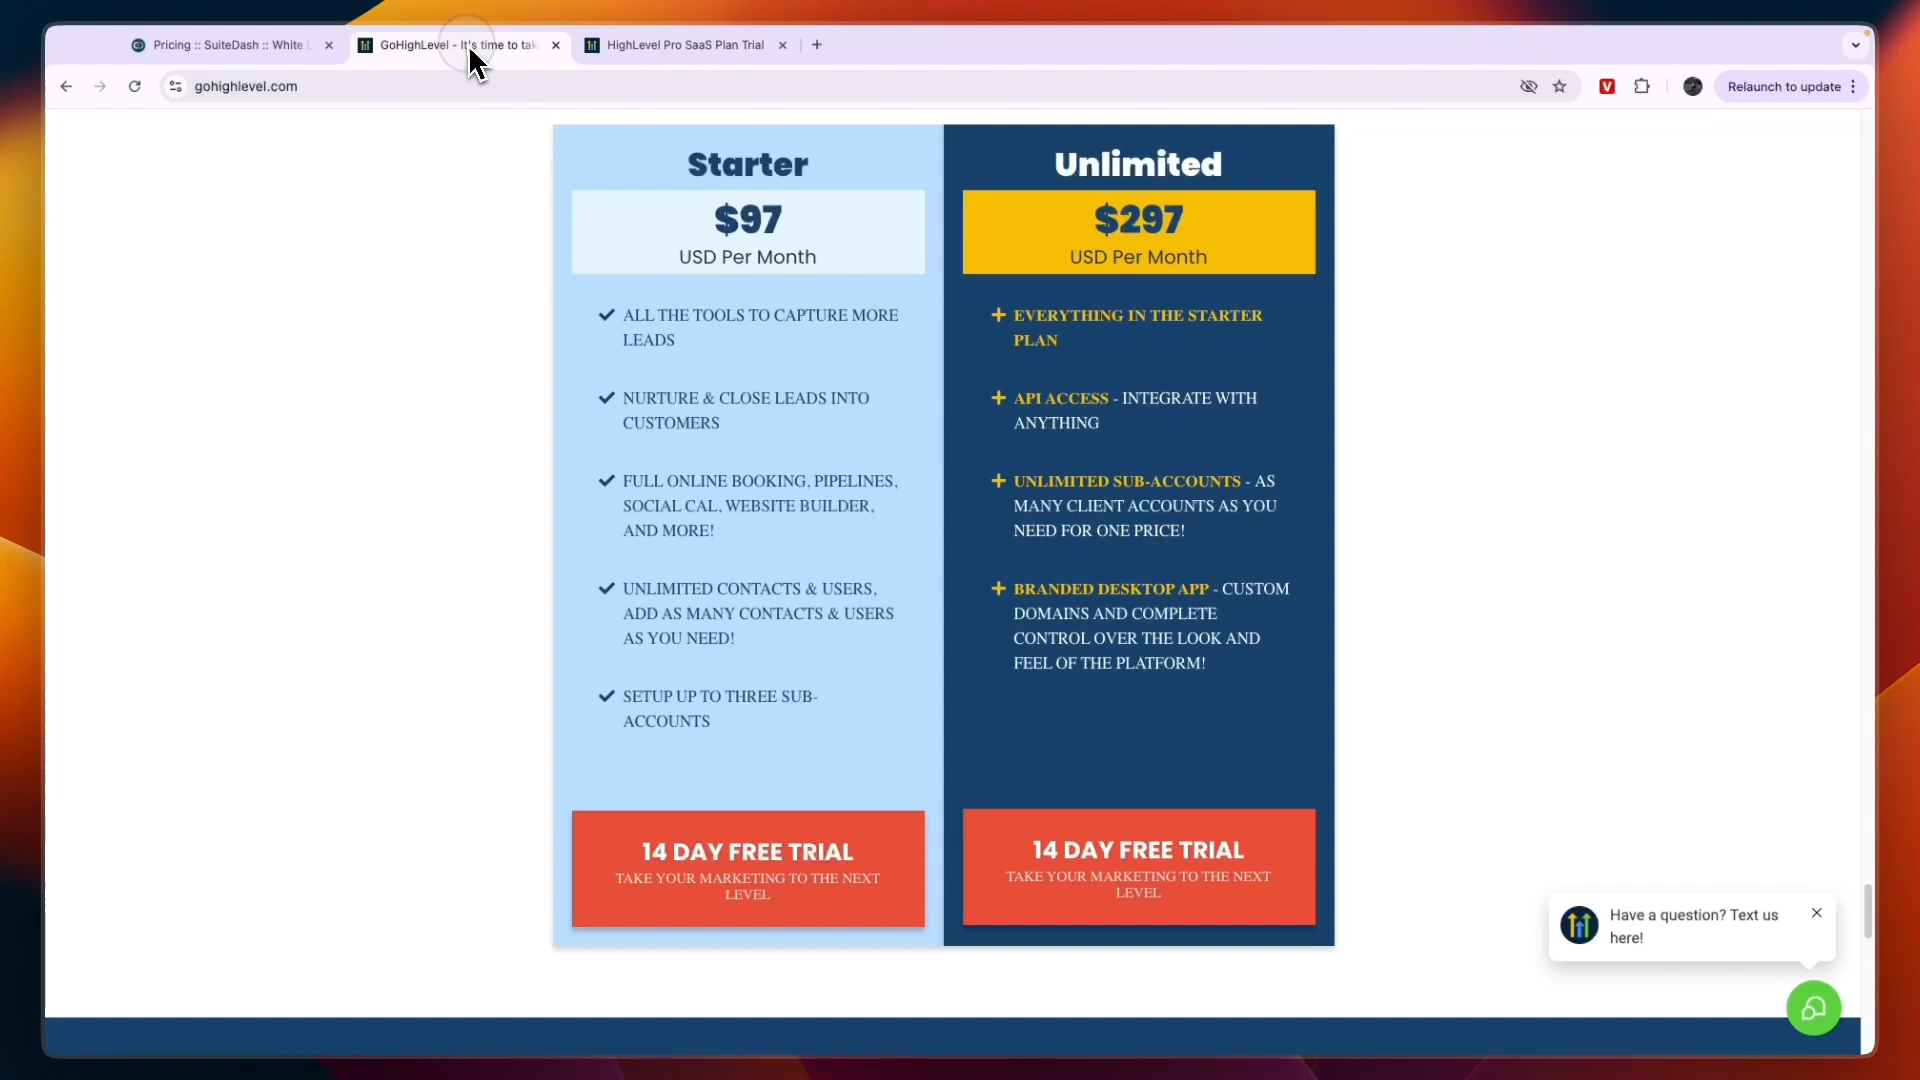 Pricing :: SuiteDash :: White L
GoHighLevel - It's time to tak
HighLevel Pro SaaS Plan Trial
gohighlevel.com
Relaunch to update
Starter
$97
USD Per Month
ALL THE TOOLS TO CAPTURE MORE
LEADS
NURTURE & CLOSE LEADS INTO
CUSTOMERS
FULL ONLINE BOOKING, PIPELINES,
SOCIAL CAL, WEBSITE BUILDER,
AND MORE!
UNLIMITED CONTACTS & USERS,
ADD AS MANY CONTACTS & USERS
AS YOU NEED!
SETUP UP TO THREE SUB-
ACCOUNTS
14 DAY FREE TRIAL
TAKE YOUR MARKETING TO THE NEXT
LEVEL
Unlimited
$297
USD Per Month
EVERYTHING IN THE STARTER
PLAN
API ACCESS - INTEGRATE WITH
ANYTHING
UNLIMITED SUB-ACCOUNTS - AS
MANY CLIENT ACCOUNTS AS YOU
NEED FOR ONE PRICE!
BRANDED DESKTOP APP - CUSTOM
DOMAINS AND COMPLETE
CONTROL OVER THE LOOK AND
FEEL OF THE PLATFORM!
14 DAY FREE TRIAL
TAKE YOUR MARKETING TO THE NEXT
LEVEL
Have a question? Text us
here!